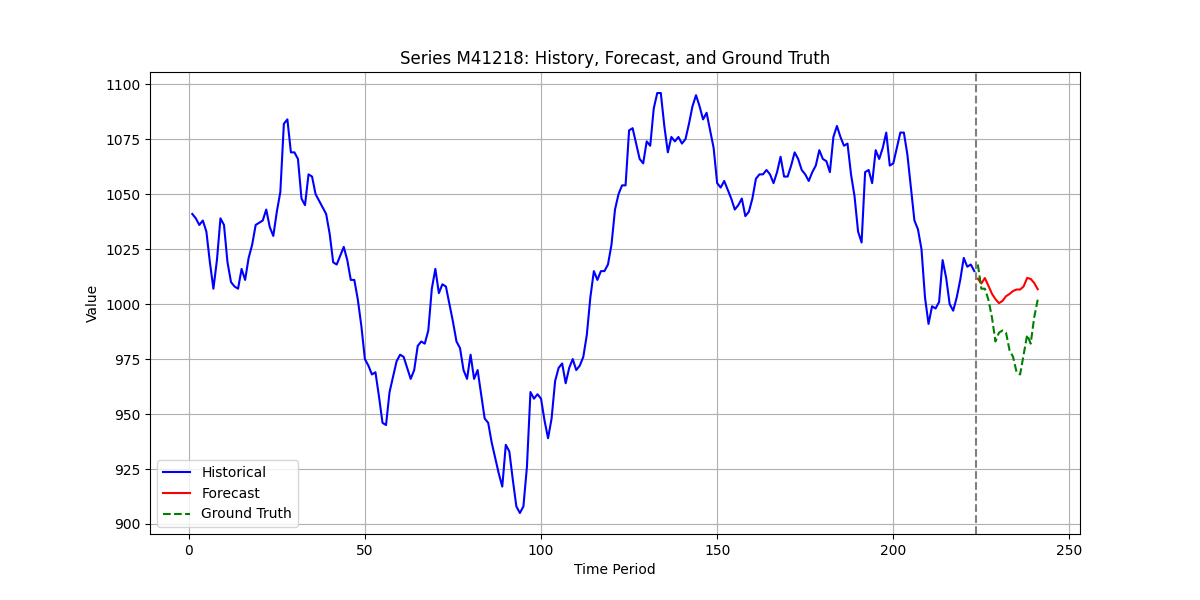 Series M41218: History, Forecast, and Ground Truth
Value
1100
1075
1050
1025
1000
975
950
925
900
Historical
Forecast
Ground Truth
0
50
100
150
200
250
Time Period